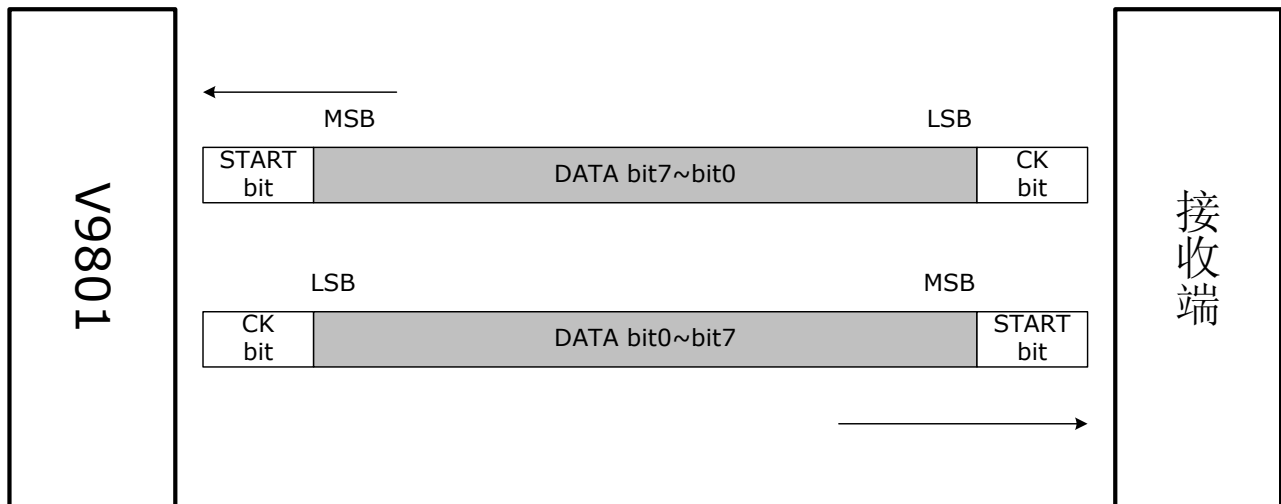 V9801
MSB
LSB
START
bit
DATA bit7~bit0
CK
bit
LSB
MSB
CK
bit
DATA bit0~bit7
START
bit
接收端